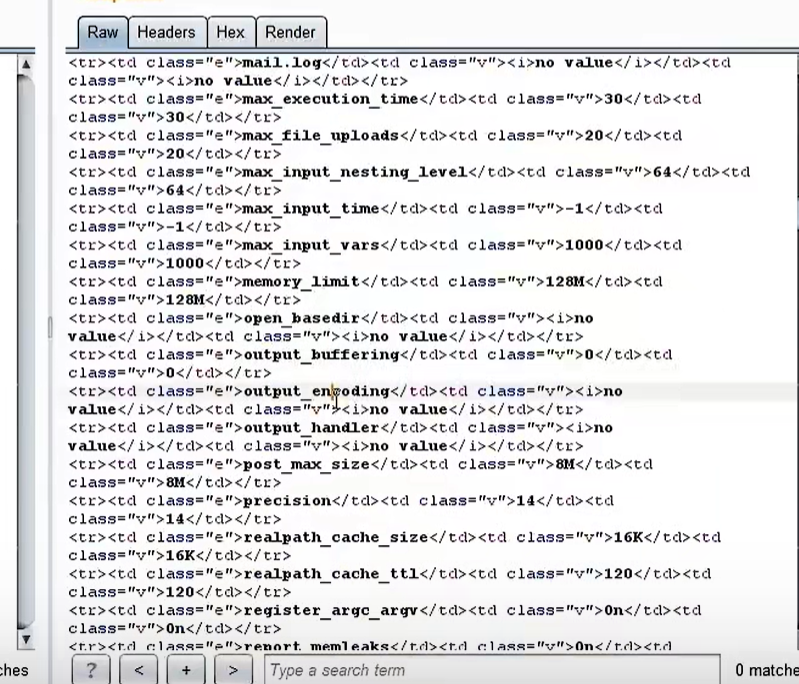 Raw Headers Hex Render
<tr><td class="e">mail.log</td><td class="v"><i>no value</i></td><td
class="v"><i>no value</i></td></tr>
<tr><td class="e">max_execution_time</td><td class="v">30</td><td
class="v">30</td></tr>
<tr><td class="e">max_file_uploads</td><td class="v">20</td><td
class="v">20</td></tr>
<tr><td class="e">max_input_nesting_level</td><td class="v">64</td><td
class="v">64</td></tr>
<tr><td class="e">max_input_time</td><td class="v">-1</td><td
class="v">-1</td></tr>
<tr><td class="e">max_input_vars</td><td class="v">1000</td><td
class="v">1000</td></tr>
<tr><td class="e">memory_limit</td><td class="v">128M</td><td
class="v">128M</td></tr>
<tr><td class="e">open_basedir</td><td class="v"><i>no
value</i></td><td class="v"><i>no value</i></td></tr>
<tr><td class="e">output_buffering</td><td class="v">0</td><td
class="v">0</td></tr>
<tr><td class="e">output_encoding</td><td class="v"><i>no
value</i></td><td class="v"><i>no value</i></td></tr>
<tr><td class="e">output_handler</td><td class="v"><i>no
value</i></td><td class="v"><i>no value</i></td></tr>
<tr><td class="e">post_max_size</td><td class="v">8M</td><td
class="v">8M</td></tr>
<tr><td class="e">precision</td><td class="v">14</td><td
class="v">14</td></tr>
<tr><td class="e">realpath_cache_size</td><td class="v">16K</td><td
class="v">16K</td></tr>
<tr><td class="e">realpath_cache_ttl</td><td class="v">120</td><td
class="v">120</td></tr>
<tr><td class="e">register_argc_argv</td><td class="v">On</td><td
class="v">On</td></tr>
<tr><td class="e">report_memleaks</td><td class="v">On</td><td
ches ? < + > Type a search term 0 matche